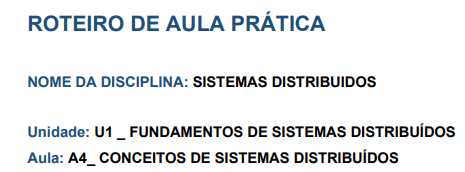 ROTEIRO DE AULA PRÁTICA
NOME DA DISCIPLINA: SISTEMAS DISTRIBUIDOS
Unidade: U1 _ FUNDAMENTOS DE SISTEMAS DISTRIBUÍDOS
Aula: A4_ CONCEITOS DE SISTEMAS DISTRIBUÍDOS